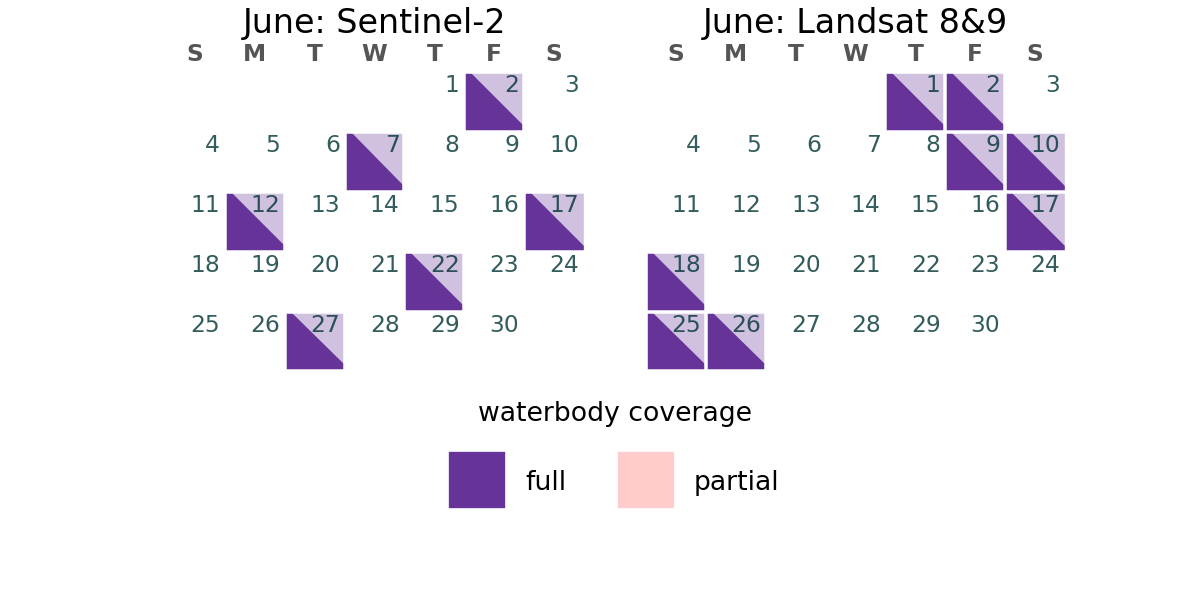 June: Sentinel-2
S M T W T F S
1 2 3
4 5 6 7 8 9 10
11 12 13 14 15 16 17
18 19 20 21 22 23 24
25 26 27 28 29 30
June: Landsat 8&9
S M T W T F S
1 2 3
4 5 6 7 8 9 10
11 12 13 14 15 16 17
18 19 20 21 22 23 24
25 26 27 28 29 30
waterbody coverage
full partial